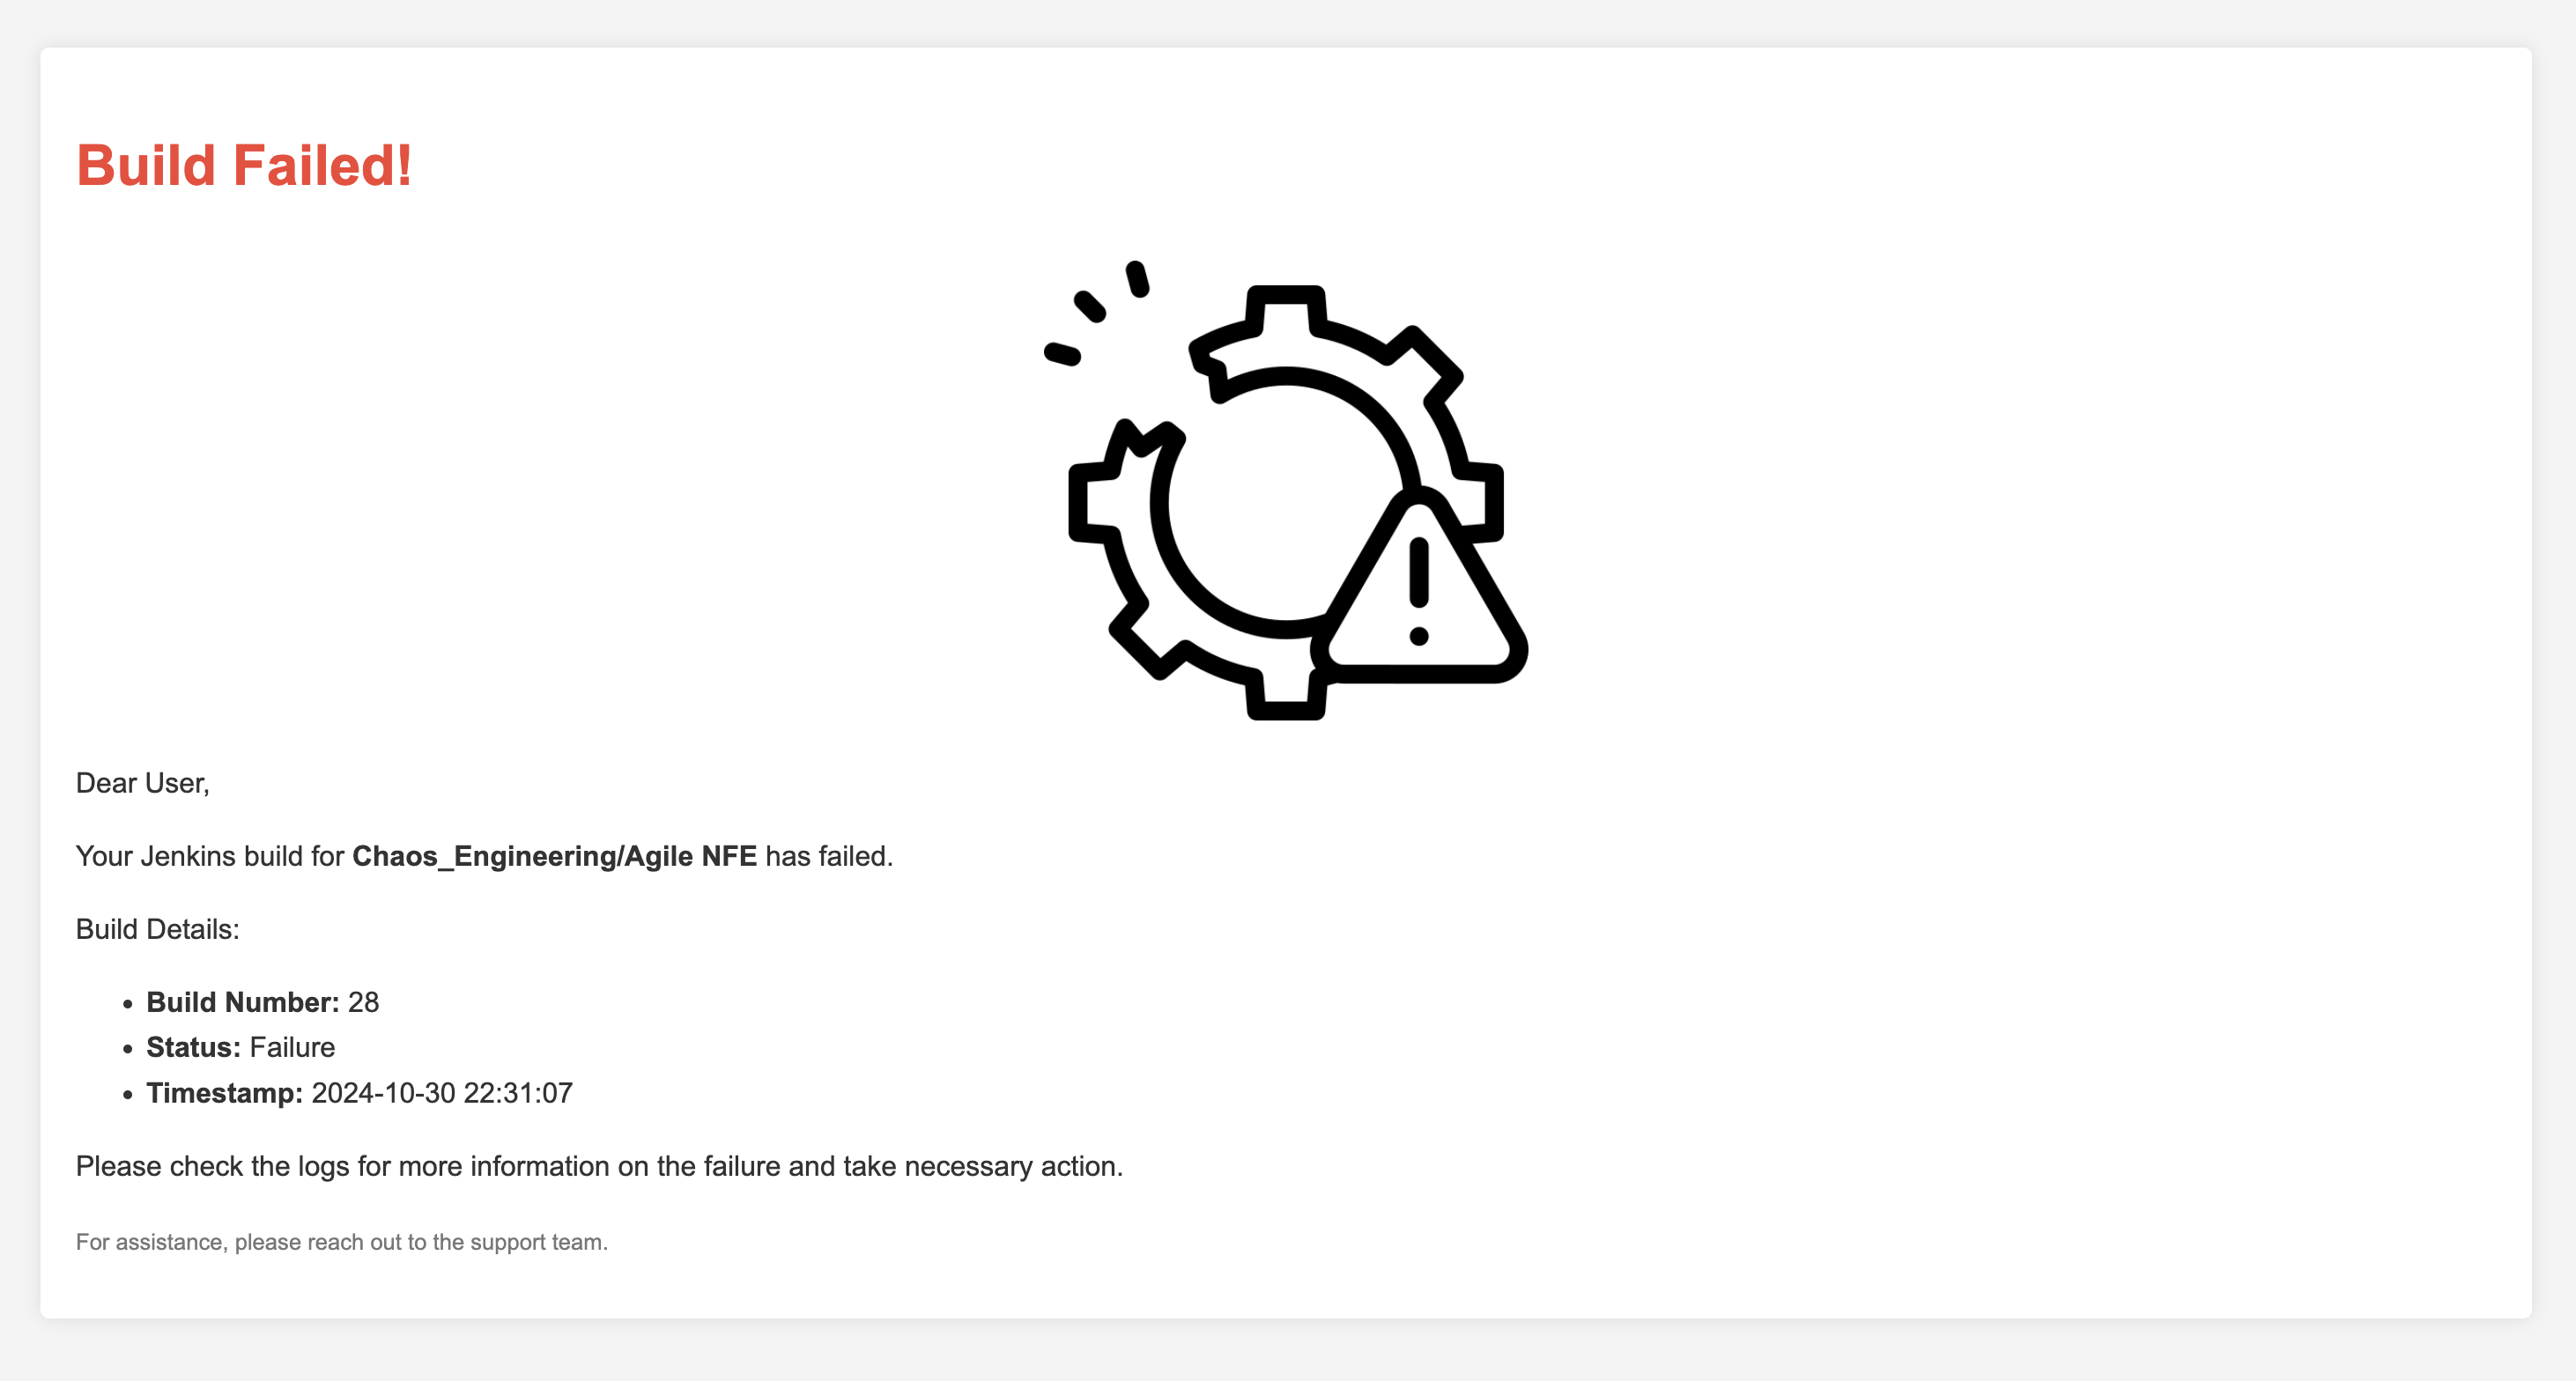 Build Failed!
Dear User,
Your Jenkins build for Chaos_Engineering/Agile NFE has failed.
Build Details:
• Build Number: 28
• Status: Failure
• Timestamp: 2024-10-30 22:31:07
Please check the logs for more information on the failure and take necessary action.
For assistance, please reach out to the support team.